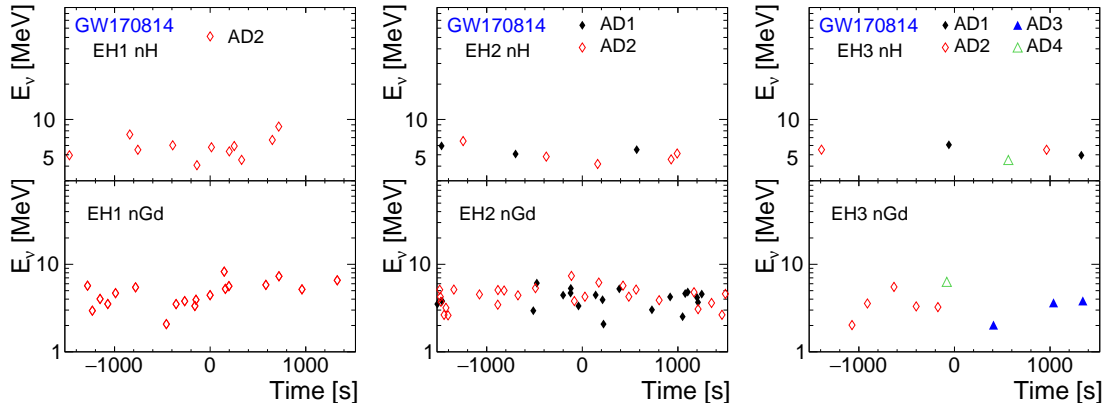 GW170814
EH1 nH
AD2
E_ν [MeV]
10
5
EH1 nGd
E_ν [MeV]
10
1
−1000 0 1000
Time [s]
GW170814
EH2 nH
AD1
AD2
E_ν [MeV]
10
5
EH2 nGd
E_ν [MeV]
10
1
−1000 0 1000
Time [s]
GW170814
EH3 nH
AD1 AD3
AD2 AD4
E_ν [MeV]
10
5
EH3 nGd
E_ν [MeV]
10
1
−1000 0 1000
Time [s]